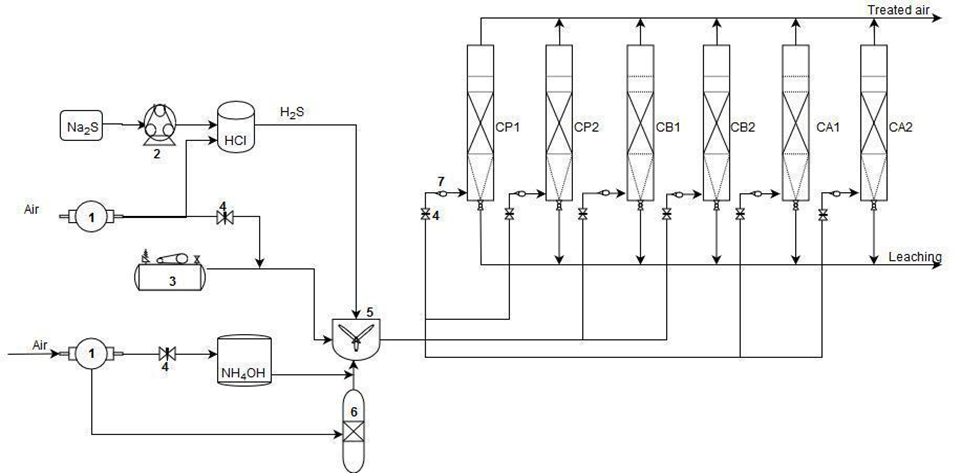 Treated air
H₂S
Na₂S
HCl
2
CP1
CP2
CB1
CB2
CA1
CA2
7
Air
1
4
4
3
Leaching
5
Air
1
4
NH₄OH
6